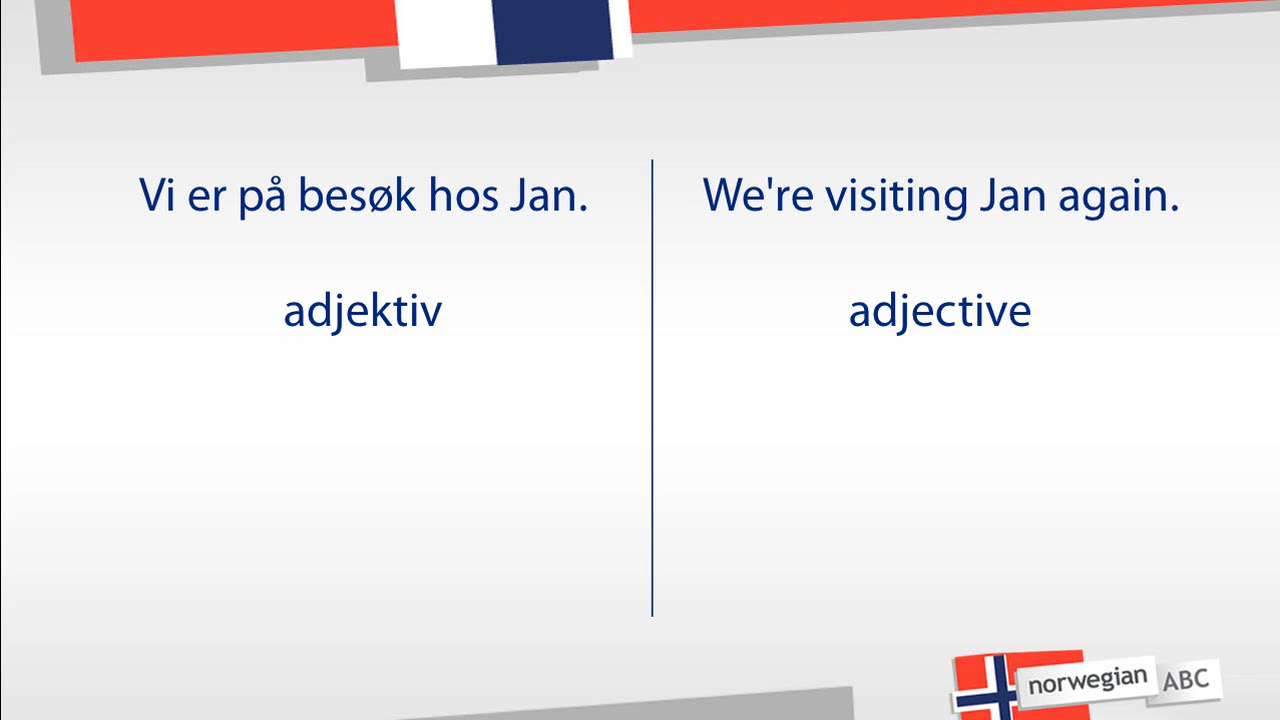 Vi er på besøk hos Jan.
We're visiting Jan again.
adjektiv
adjective
norwegian ABC